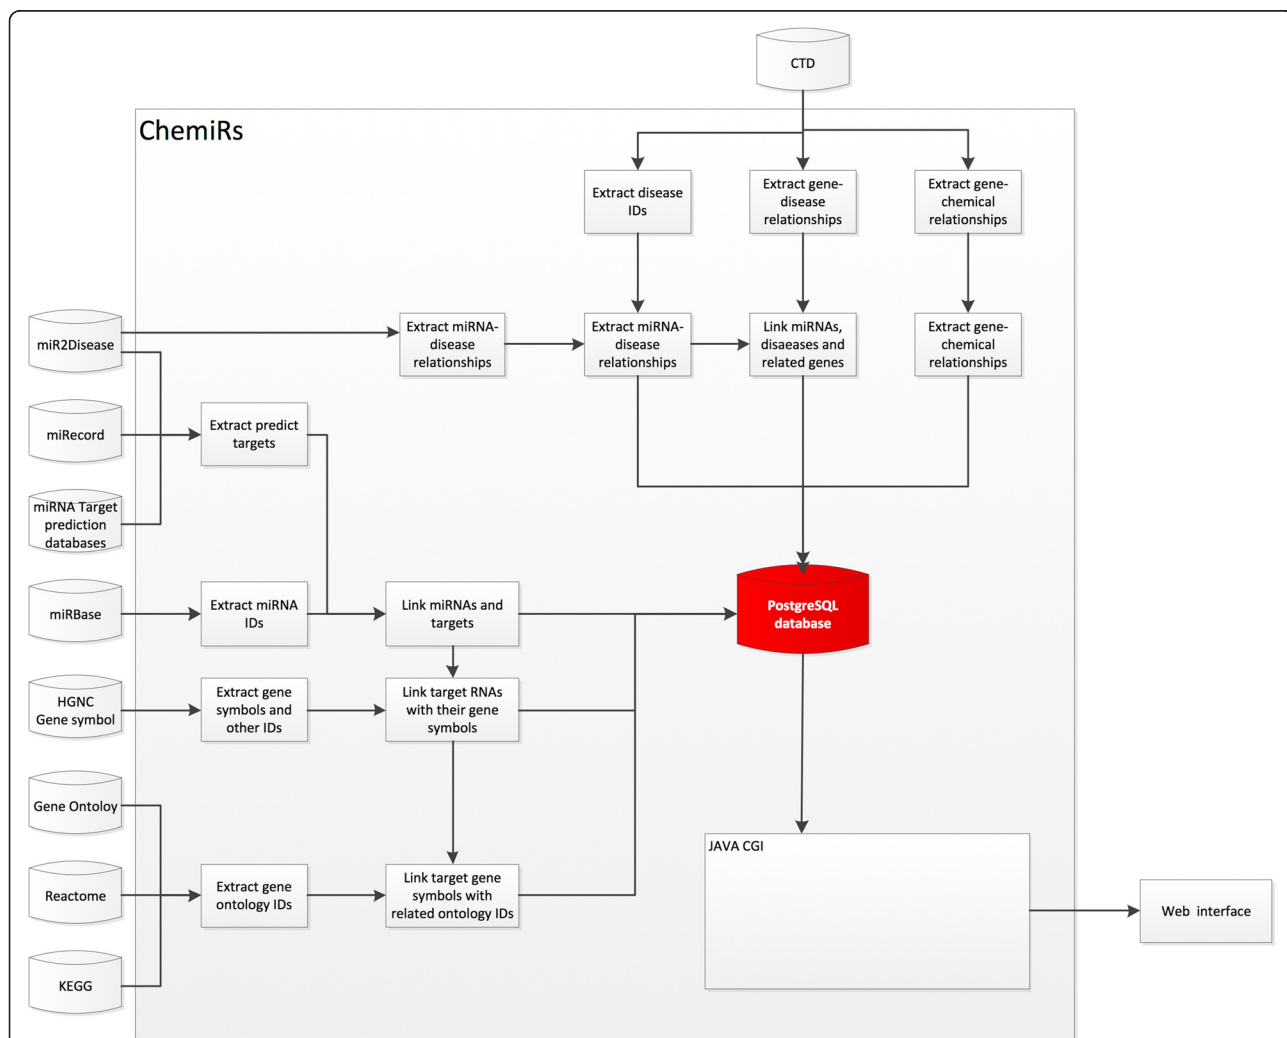 CTD
ChemiRs
Extract disease
IDs
Extract gene-
disease
relationships
Extract gene-
chemical
relationships
miR2Disease
Extract miRNA-
disease
relationships
Extract miRNA-
disease
relationships
Link miRNAs,
disaeases and
related genes
Extract gene-
chemical
relationships
miRecord
Extract predict
targets
miRNA Target
prediction
databases
miRBase
Extract miRNA
IDs
Link miRNAs and
targets
PostgreSQL
database
HGNC
Gene symbol
Extract gene
symbols and
other IDs
Link target RNAs
with their gene
symbols
Gene Ontoloy
JAVA CGI
Reactome
Extract gene
ontology IDs
Link target gene
symbols with
related ontology IDs
Web interface
KEGG